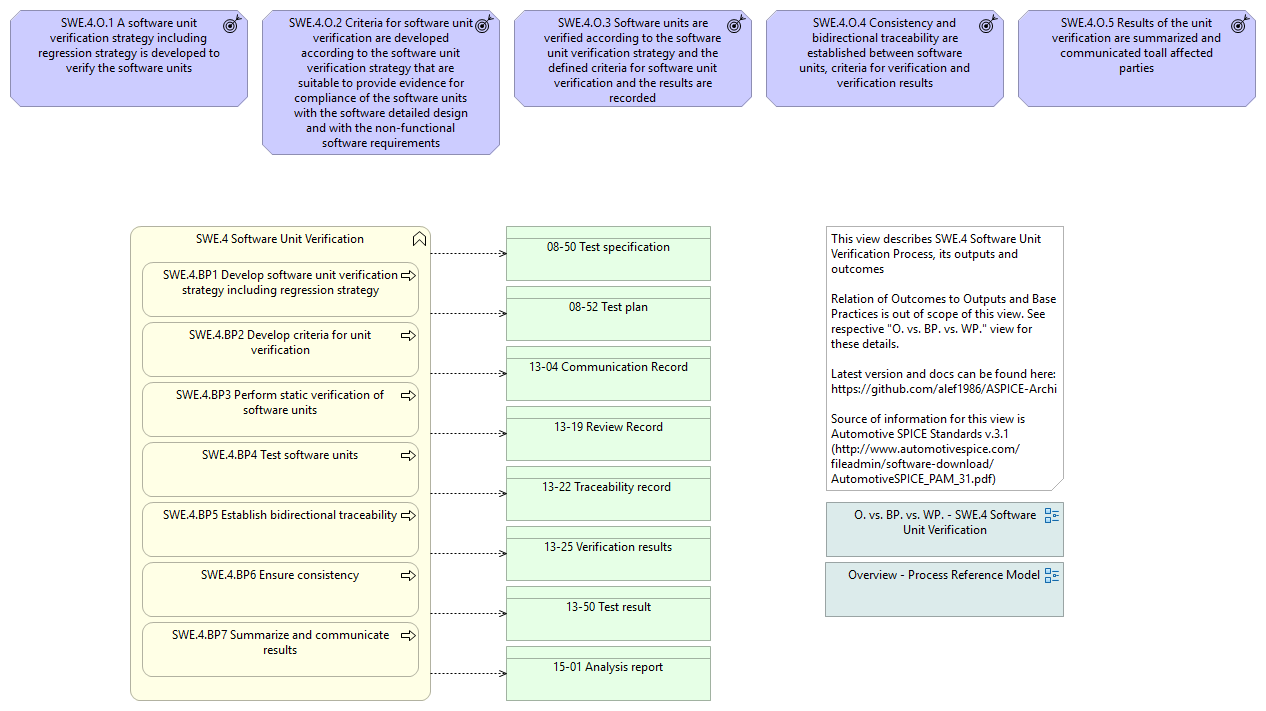 SWE.4.O.1 A software unit
verification strategy including
regression strategy is developed to
verify the software units
SWE.4.O.2 Criteria for software unit
verification are developed
according to the software unit
verification strategy that are
suitable to provide evidence for
compliance of the software units
with the software detailed design
and with the non-functional
software requirements
SWE.4.O.3 Software units are
verified according to the software
unit verification strategy and the
defined criteria for software unit
verification and the results are
recorded
SWE.4.O.4 Consistency and
bidirectional traceability are
established between software
units, criteria for verification and
verification results
SWE.4.O.5 Results of the unit
verification are summarized and
communicated toall affected
parties
SWE.4 Software Unit Verification
SWE.4.BP1 Develop software unit verification
strategy including regression strategy
SWE.4.BP2 Develop criteria for unit
verification
SWE.4.BP3 Perform static verification of
software units
SWE.4.BP4 Test software units
SWE.4.BP5 Establish bidirectional traceability
SWE.4.BP6 Ensure consistency
SWE.4.BP7 Summarize and communicate
results
08-50 Test specification
08-52 Test plan
13-04 Communication Record
13-19 Review Record
13-22 Traceability record
13-25 Verification results
13-50 Test result
15-01 Analysis report
This view describes SWE.4 Software Unit
Verification Process, its outputs and
outcomes
Relation of Outcomes to Outputs and Base
Practices is out of scope of this view. See
respective "O. vs. BP. vs. WP." view for
these details.
Latest version and docs can be found here:
https://github.com/alef1986/ASPICE-Archi
Source of information for this view is
Automotive SPICE Standards v.3.1
(http://www.automotivespice.com/
fileadmin/software-download/
AutomotiveSPICE_PAM_31.pdf)
O. vs. BP. vs. WP. - SWE.4 Software
Unit Verification
Overview - Process Reference Model